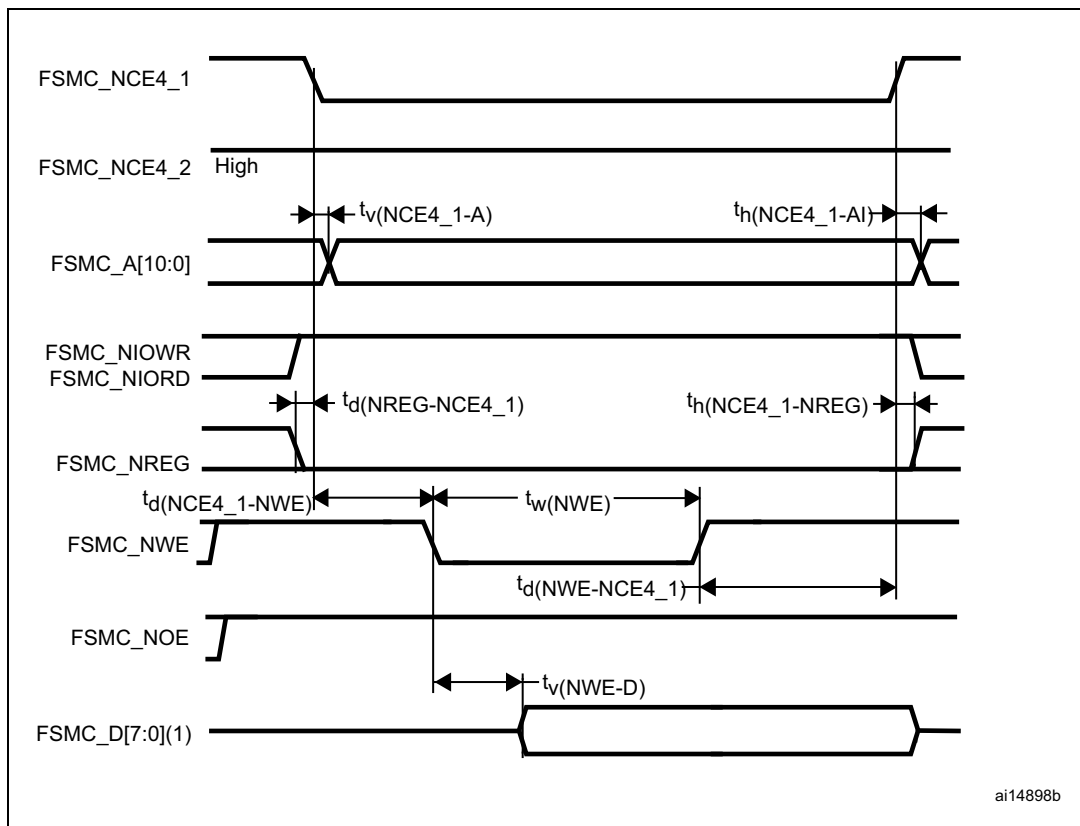 FSMC_NCE4_1
FSMC_NCE4_2 High
tv(NCE4_1-A)
th(NCE4_1-AI)
FSMC_A[10:0]
FSMC_NIOWR
FSMC_NIORD
td(NREG-NCE4_1)
th(NCE4_1-NREG)
FSMC_NREG
td(NCE4_1-NWE)
tw(NWE)
FSMC_NWE
td(NWE-NCE4_1)
FSMC_NOE
tv(NWE-D)
FSMC_D[7:0](1)
ai14898b